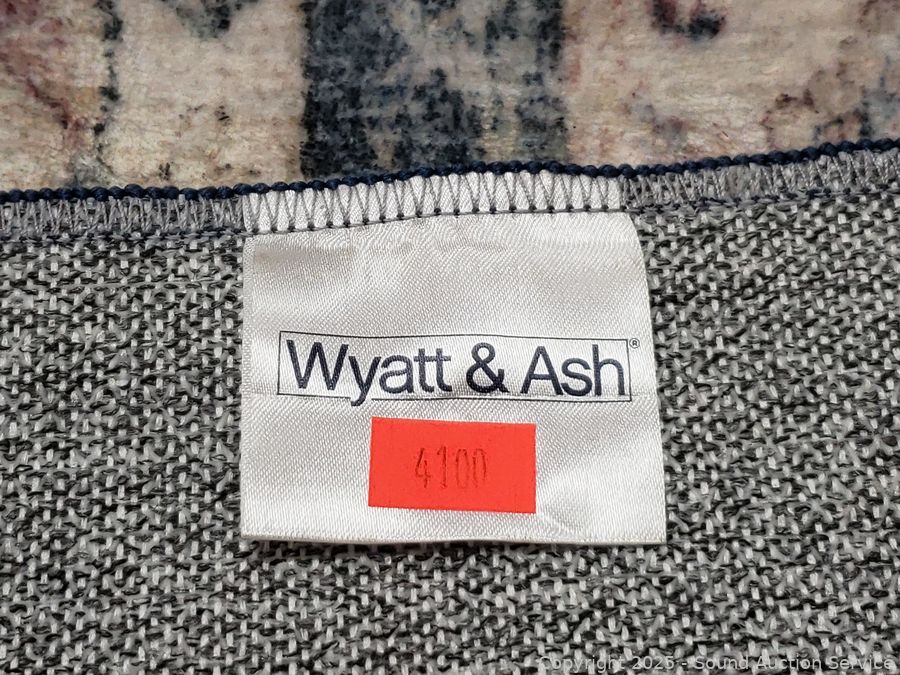 Wyatt & Ash®
4100
Copyright 2025 - Sound Auction Service